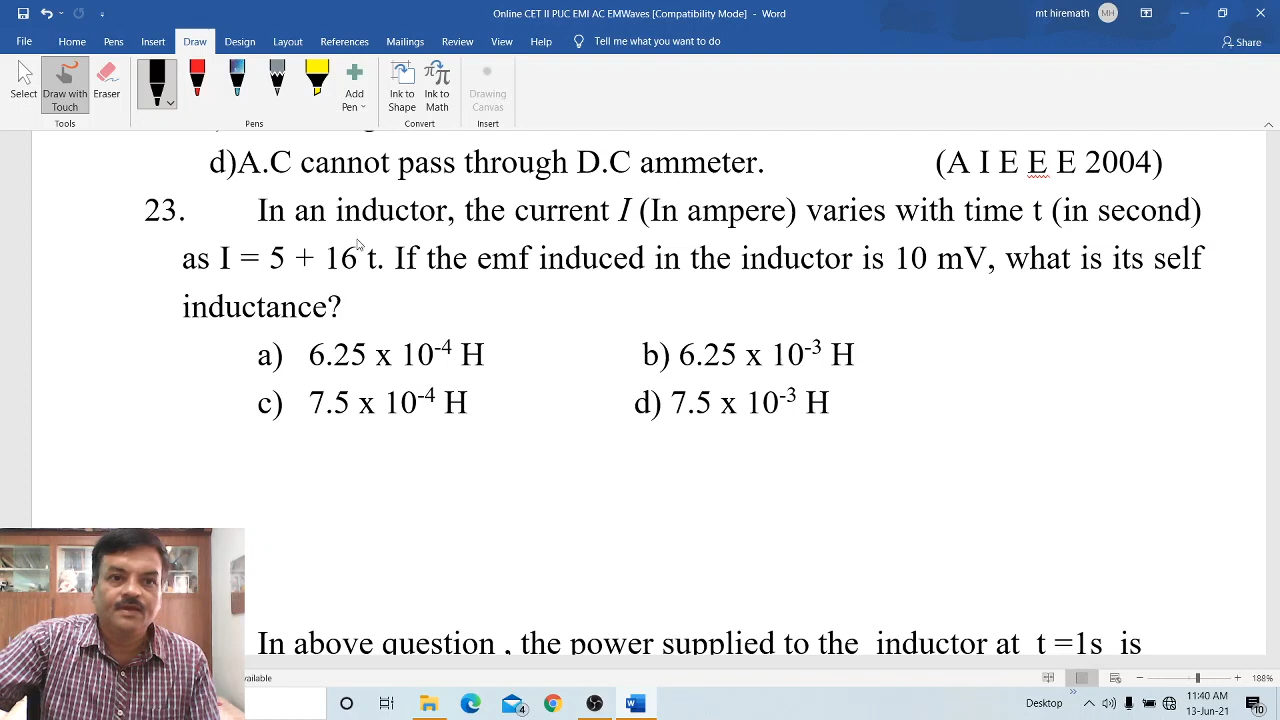 Online CET II PUC EMI AC EMWaves [Compatibility Mode] - Word
mt hiremath MH
File Home Pens Insert Draw Design Layout References Mailings Review View Help Tell me what you want to do Share
Select Draw with Touch Eraser Add Pen Ink to Shape Ink to Math Drawing Canvas
Tools Pens Convert Insert
d)A.C cannot pass through D.C ammeter. (A I E E E 2004)
23. In an inductor, the current I (In ampere) varies with time t (in second)
as I = 5 + 16 t. If the emf induced in the inductor is 10 mV, what is its self
inductance?
a) 6.25 x 10⁻⁴ H b) 6.25 x 10⁻³ H
c) 7.5 x 10⁻⁴ H d) 7.5 x 10⁻³ H
In above question , the power supplied to the inductor at t =1s is
188%
4 Desktop 11:40 AM
13-Jun-21 10